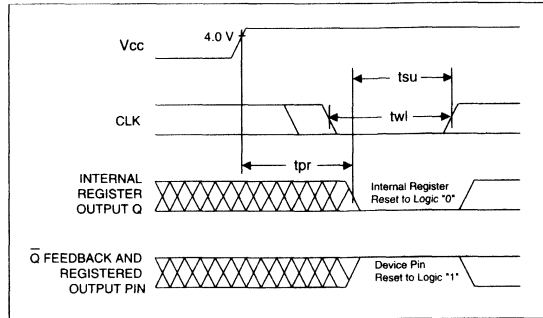 Vcc
4.0 V
tsu
CLK
twl
tpr
INTERNAL
REGISTER
OUTPUT Q
Internal Register
Reset to Logic "0"
Q̅ FEEDBACK AND
REGISTERED
OUTPUT PIN
Device Pin
Reset to Logic "1"